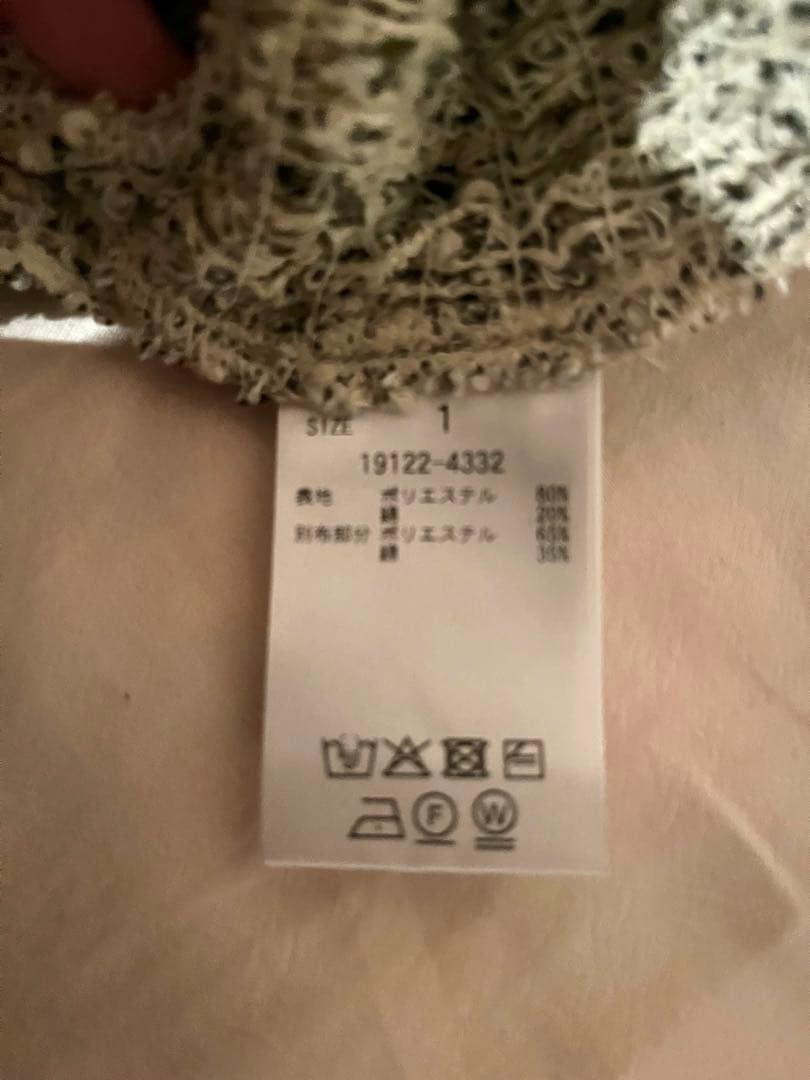 SIZE 1
19122-4332
表地 ポリエステル 80%
綿 20%
別布部分 ポリエステル 65%
綿 35%
F W